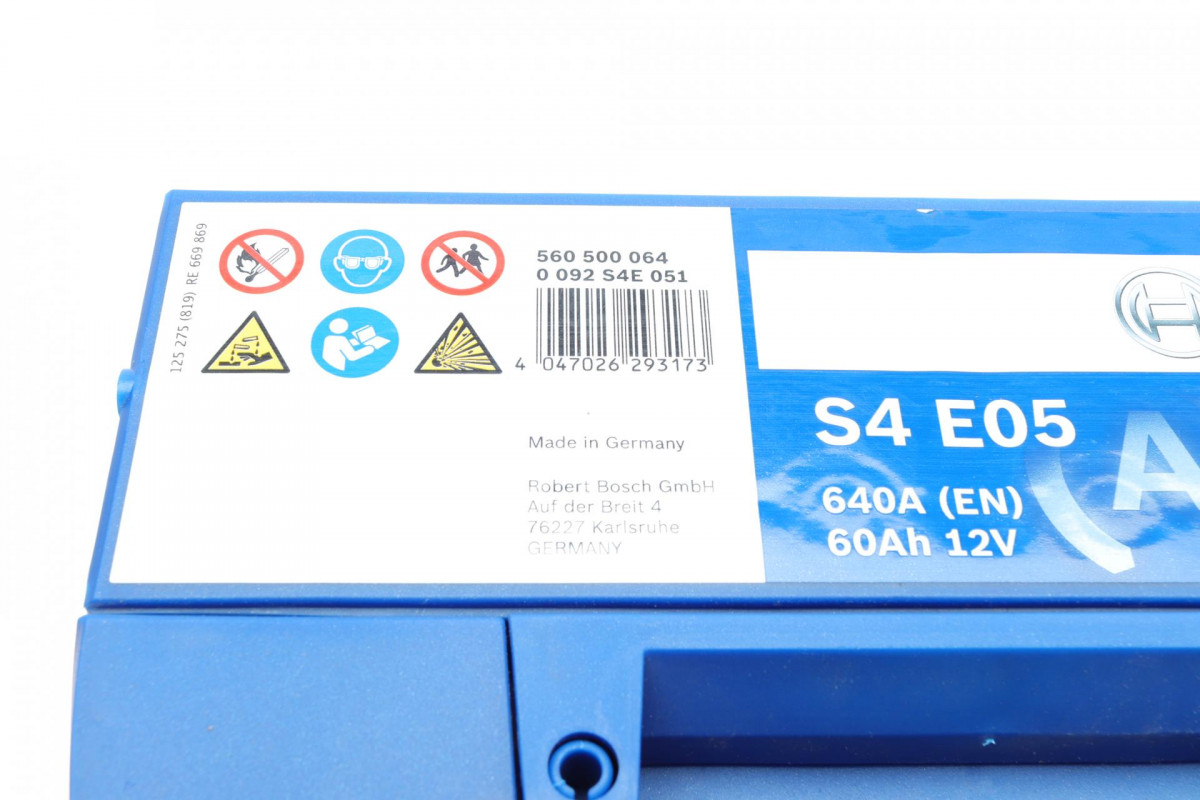 125 275 (819) RE 669 869
560 500 064
0 092 S4E 051
4 047026 293173
Made in Germany
Robert Bosch GmbH
Auf der Breit 4
76227 Karlsruhe
GERMANY
S4 E05
640A (EN)
60Ah 12V
A